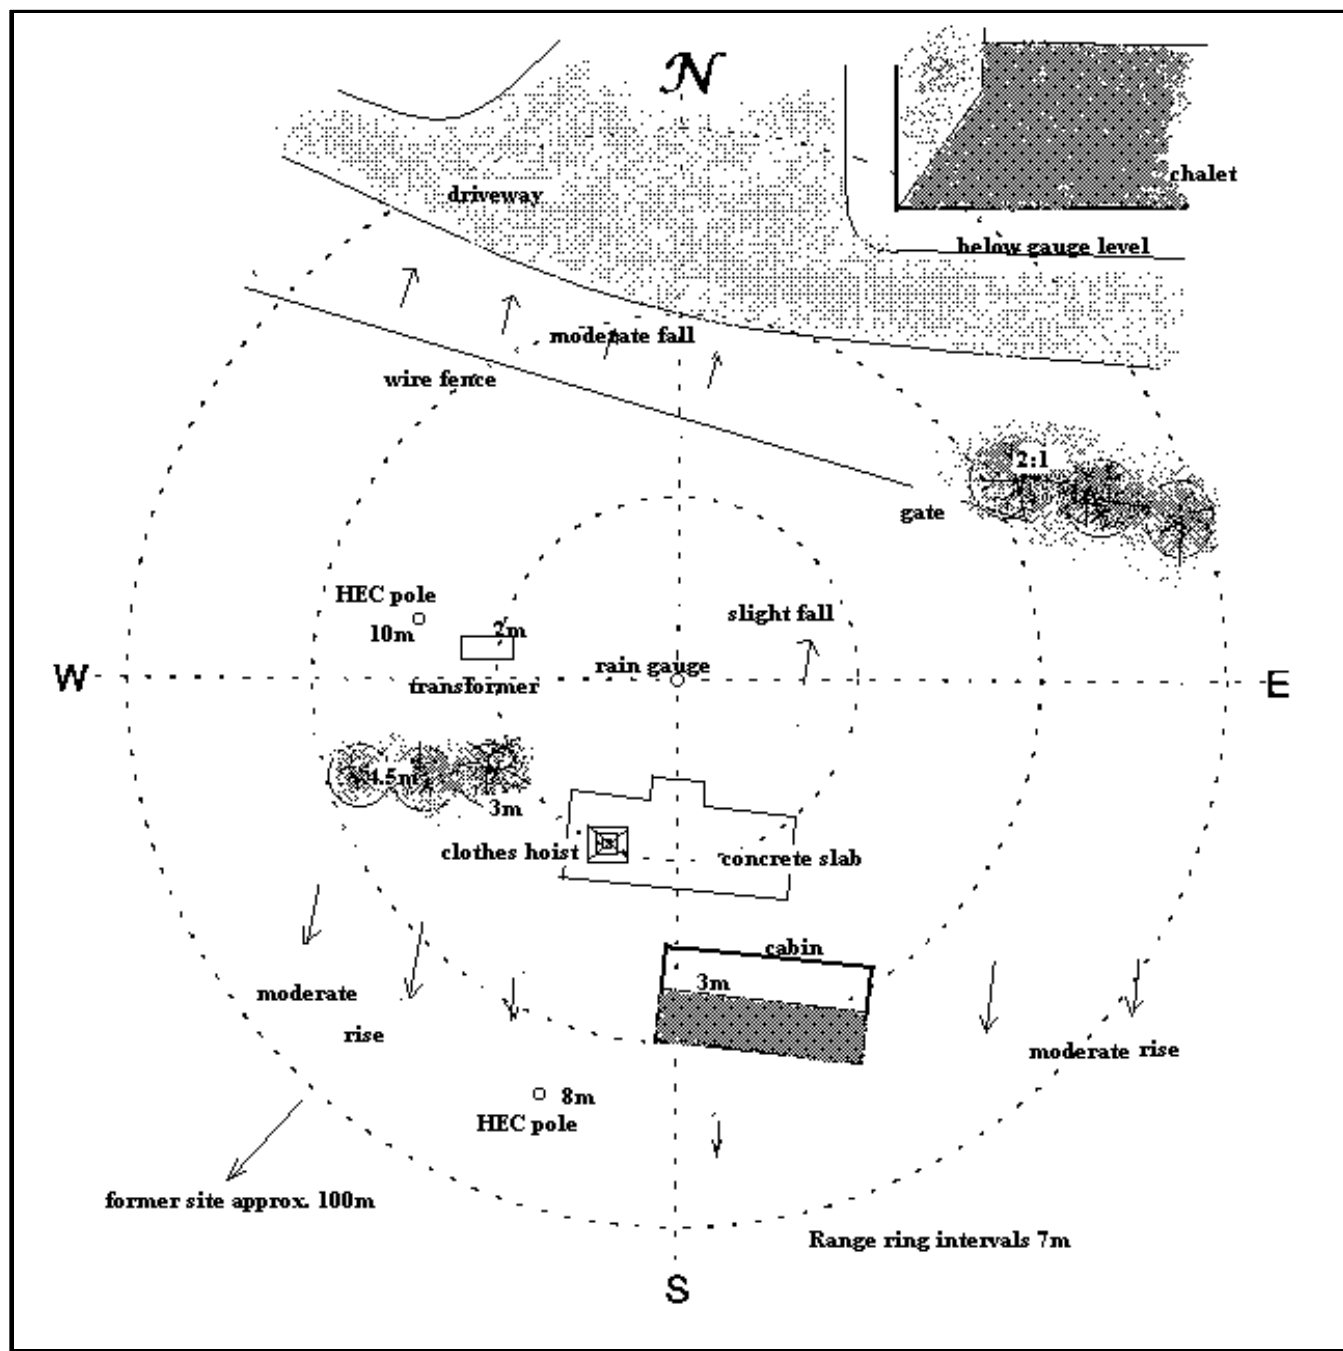 N
driveway
chalet
below gauge level
moderate fall
wire fence
2:1
gate
HEC pole
10m
2m
slight fall
rain gauge
W
E
transformer
4.5m
3m
clothes hoist
concrete slab
cabin
3m
moderate
rise
moderate rise
8m
HEC pole
former site approx. 100m
Range ring intervals 7m
S